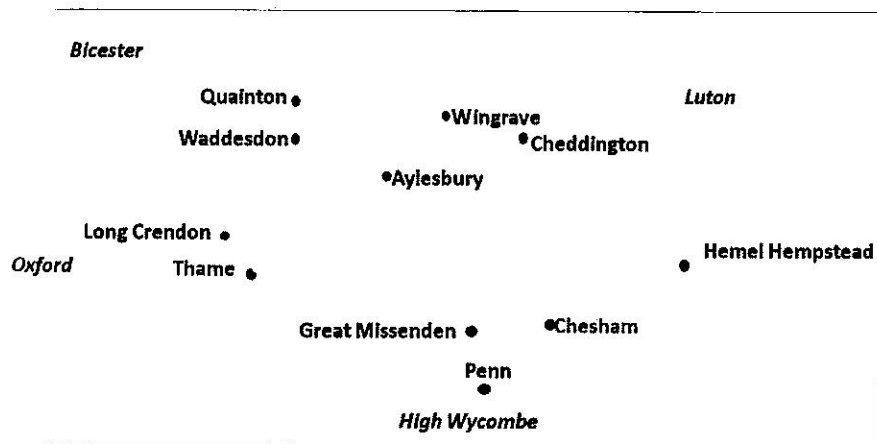 Bicester
Quainton
Luton
Wingrave
Waddesdon
Cheddington
Aylesbury
Long Crendon
Hemel Hempstead
Oxford
Thame
Great Missenden
Chesham
Penn
High Wycombe